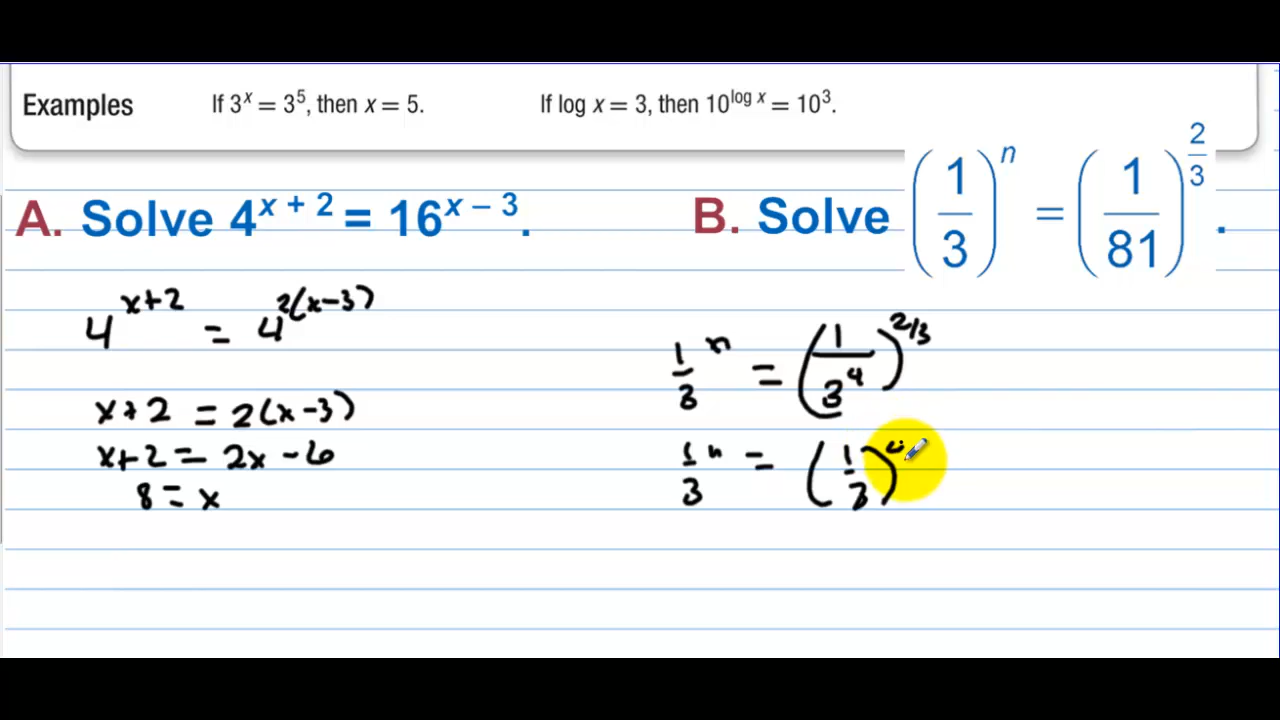 Examples If 3^x = 3^5, then x = 5. If log x = 3, then 10^(log x) = 10^3.
A. Solve 4^(x + 2) = 16^(x − 3).
B. Solve (1/3)^n = (1/81)^(2/3).
4^(x+2) = 4^(2(x-3))
x+2 = 2(x-3)
x+2 = 2x-6
8 = x
1/3^n = (1/3^4)^(2/3)
1/3^n = (1/3)